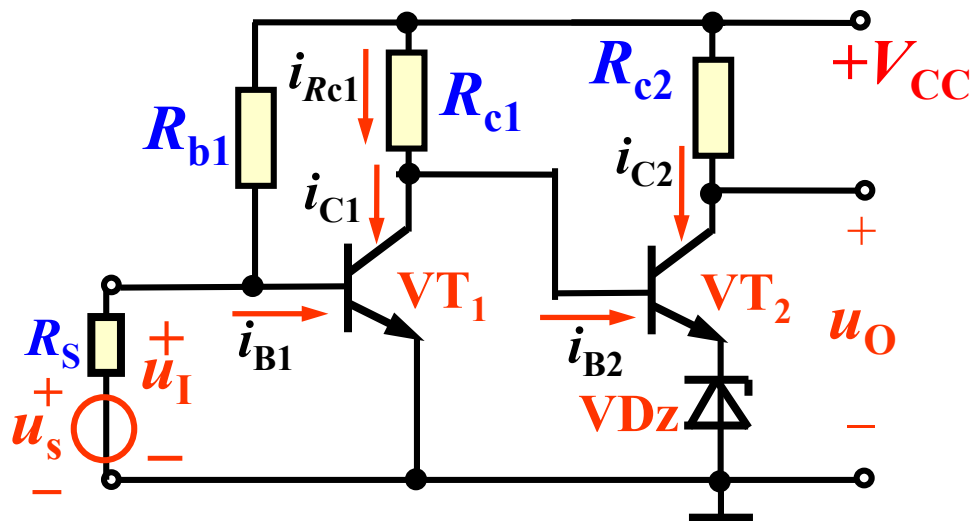 i_Rc1
R_c1
R_c2
+V_CC
R_b1
i_C1
i_C2
+
VT_1
VT_2
R_S
+
i_B1
i_B2
u_O
u_I
+
u_s
VDz
−
−
−